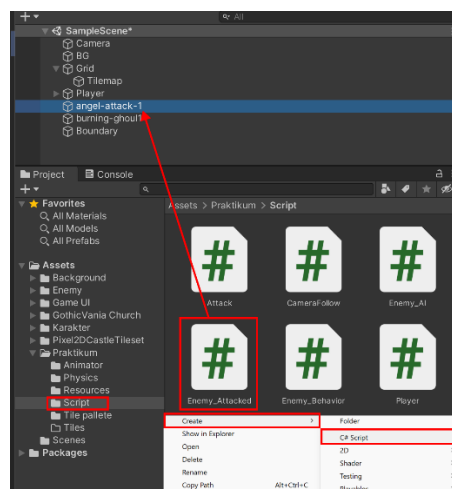 All
SampleScene*
Camera
BG
Grid
Tilemap
Player
angel-attack-1
burning-ghoul1
Boundary
Project
Console
Favorites
All Materials
All Models
All Prefabs
Assets
Background
Enemy
Game UI
GothicVania Church
Karakter
Pixel2DCastleTileset
Praktikum
Animator
Physics
Resources
Script
Tile pallete
Tiles
Scenes
Packages
Assets > Praktikum > Script
Attack
CameraFollow
Enemy_AI
Enemy_Attacked
Enemy_Behavior
Player
Create >
Show in Explorer
Open
Delete
Rename
Copy Path Alt+Ctrl+C
Folder
C# Script
2D
Shader
Testing
Playables